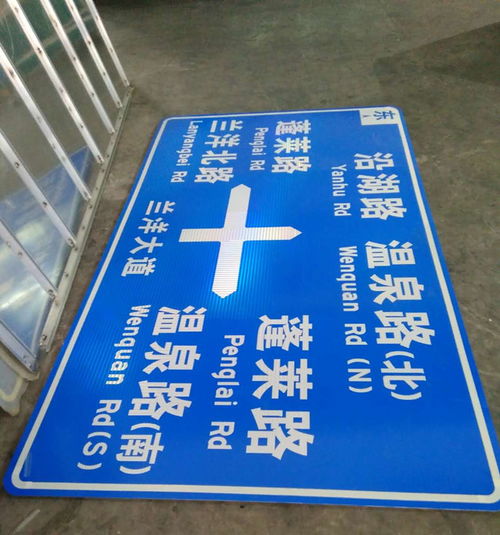 东
沿湖路
Yanhu Rd
温泉路(北)
Wenquan Rd (N)
蓬莱路
Penglai Rd
兰洋北路
Lanyangbei Rd
蓬莱路
Penglai Rd
温泉路(南)
Wenquan Rd(S)
兰洋大道